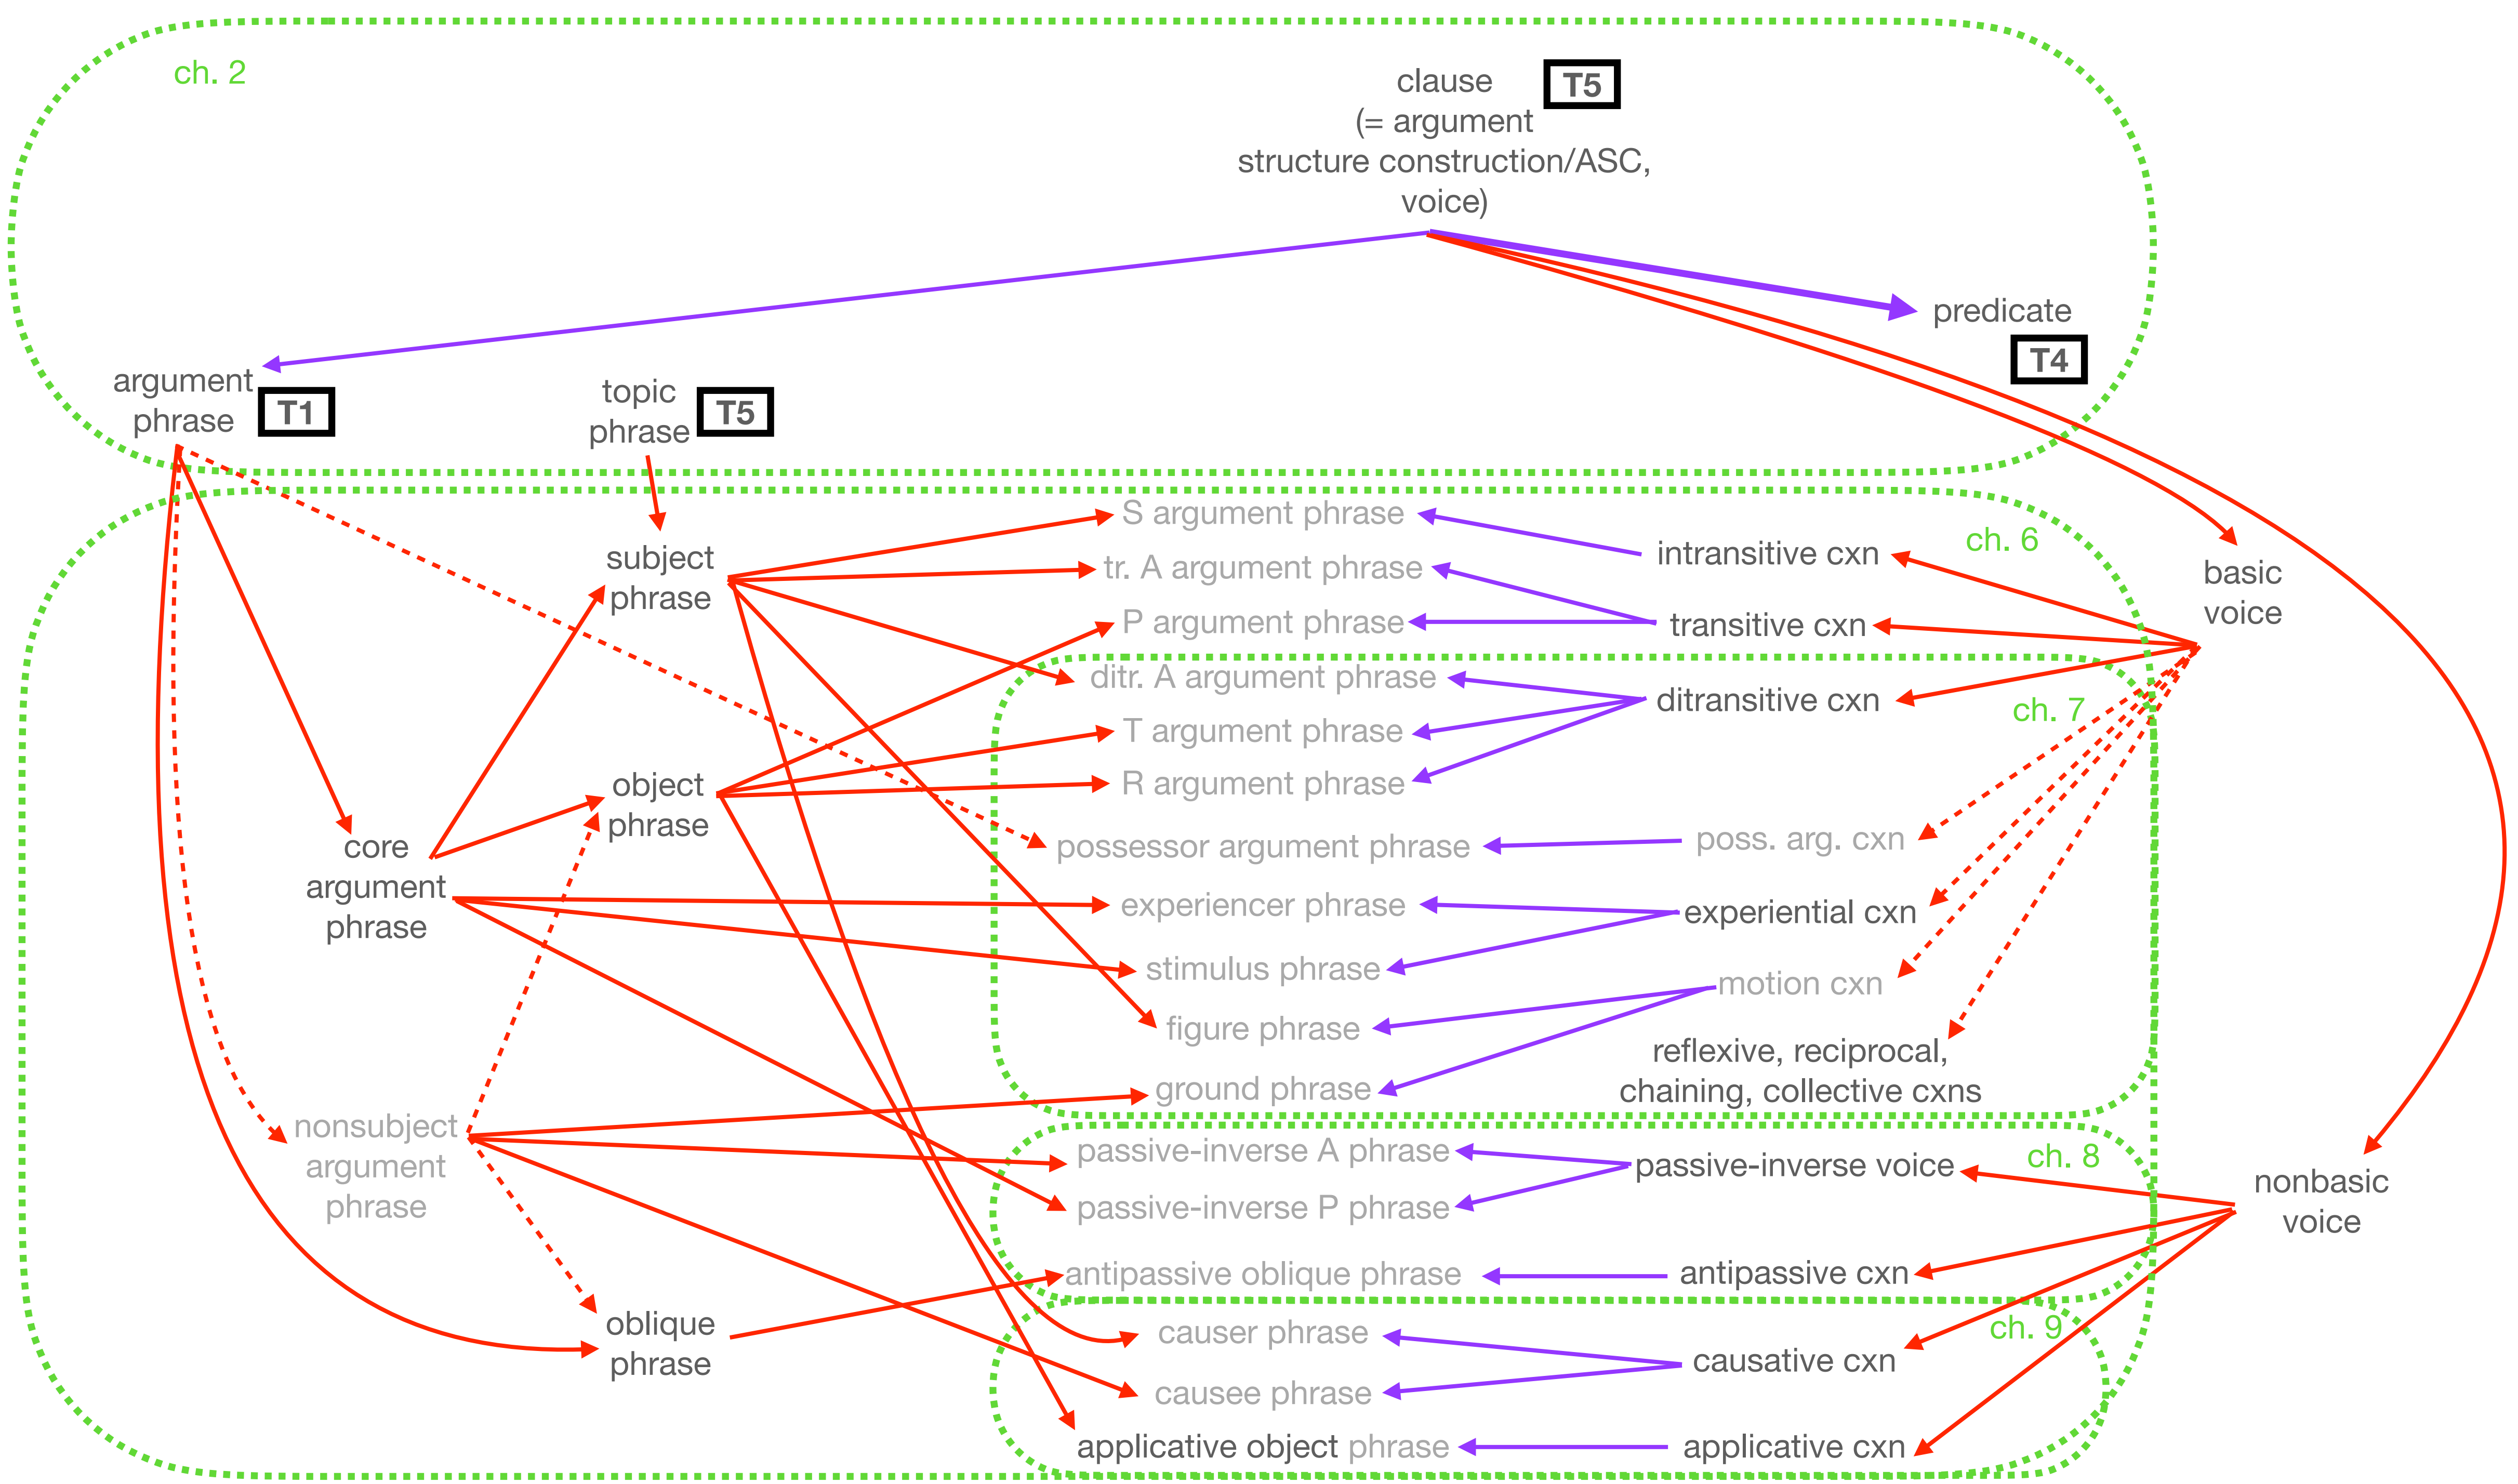 ch. 2
clause
T5
(= argument
structure construction/ASC,
voice)
predicate
T4
argument
phrase
T1
topic
phrase
T5
S argument phrase
intransitive cxn
ch. 6
subject
phrase
tr. A argument phrase
basic
voice
P argument phrase
transitive cxn
ditr. A argument phrase
ditransitive cxn
ch. 7
T argument phrase
object
phrase
R argument phrase
core
argument
phrase
possessor argument phrase
poss. arg. cxn
experiencer phrase
experiential cxn
stimulus phrase
motion cxn
figure phrase
reflexive, reciprocal,
chaining, collective cxns
ground phrase
nonsubject
argument
phrase
passive-inverse A phrase
passive-inverse voice
ch. 8
nonbasic
voice
passive-inverse P phrase
antipassive oblique phrase
antipassive cxn
oblique
phrase
causer phrase
ch. 9
causative cxn
causee phrase
applicative object phrase
applicative cxn